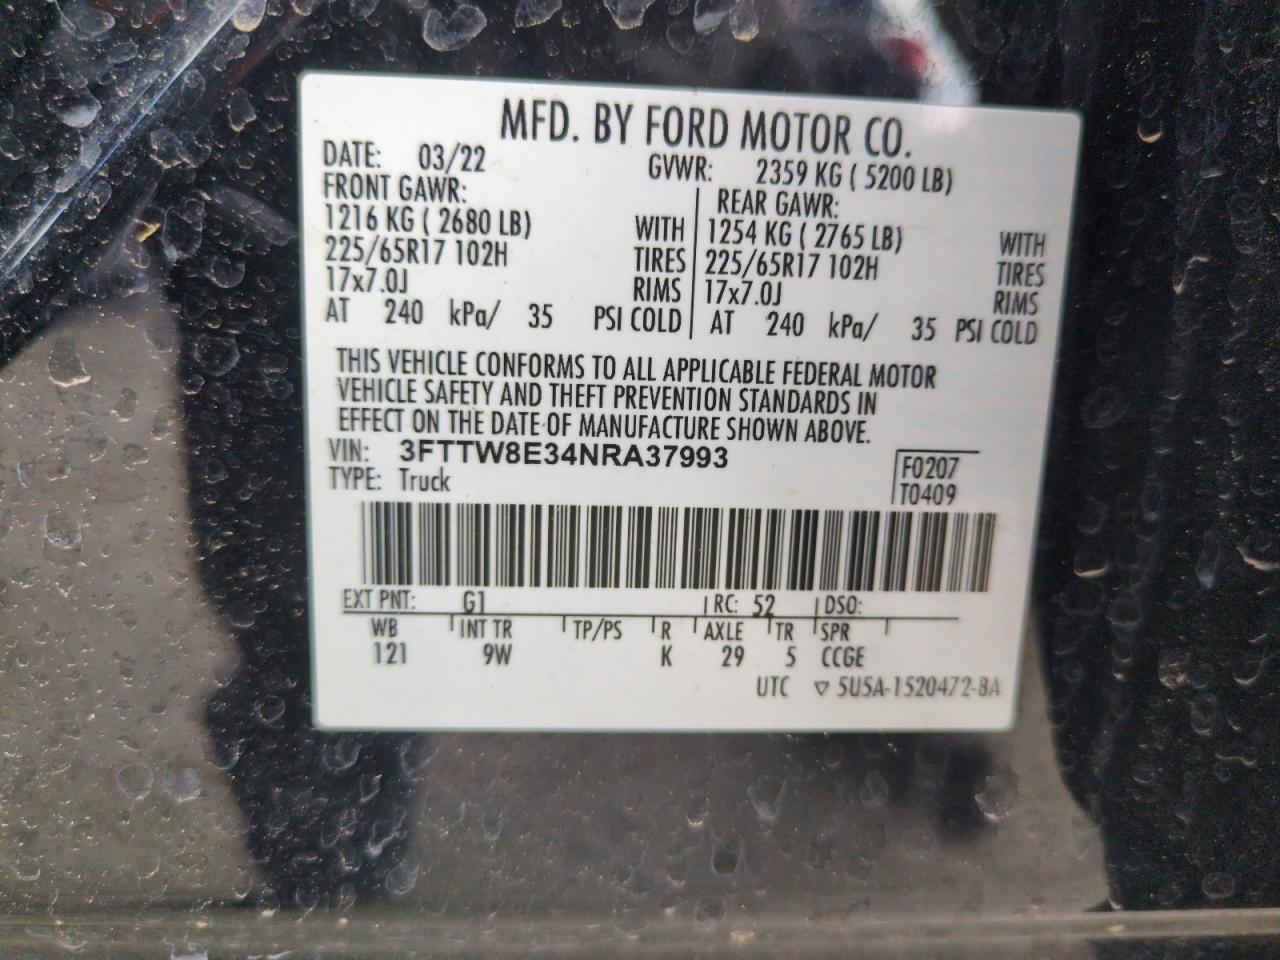 MFD. BY FORD MOTOR CO.
DATE: 03/22 GVWR: 2359 KG ( 5200 LB)
FRONT GAWR: REAR GAWR:
1216 KG ( 2680 LB) WITH 1254 KG ( 2765 LB) WITH
225/65R17 102H TIRES 225/65R17 102H TIRES
17x7.0J RIMS 17x7.0J RIMS
AT 240 kPa/ 35 PSI COLD AT 240 kPa/ 35 PSI COLD
THIS VEHICLE CONFORMS TO ALL APPLICABLE FEDERAL MOTOR
VEHICLE SAFETY AND THEFT PREVENTION STANDARDS IN
EFFECT ON THE DATE OF MANUFACTURE SHOWN ABOVE.
VIN: 3FTTW8E34NRA37993
F0207
TYPE: Truck
T0409
EXT PNT: G1 RC: 52 DSO:
WB INT TR TP/PS R AXLE TR SPR
121 9W K 29 5 CCGE
UTC ▽ 5U5A-1520472-BA